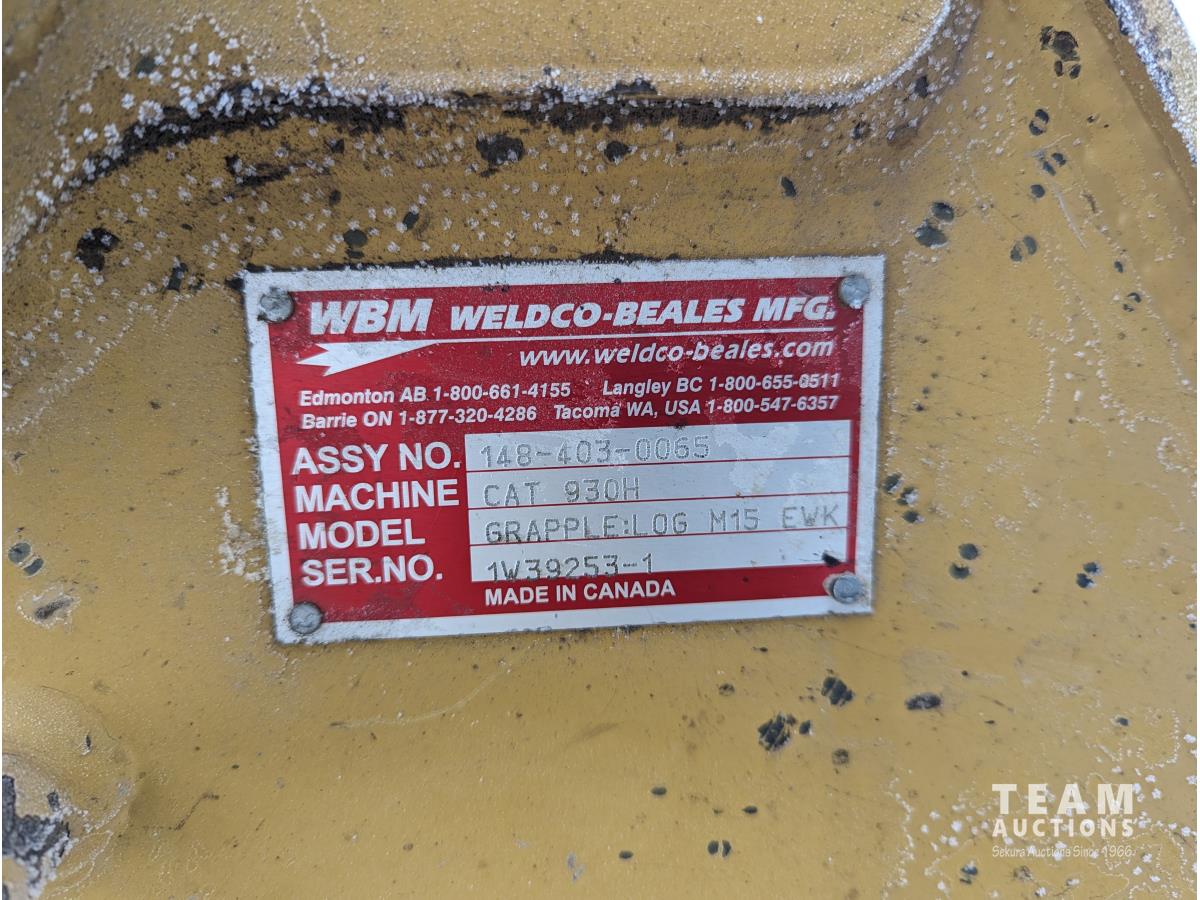 WBM WELDCO-BEALES MFG.
www.weldco-beales.com
Edmonton AB 1-800-661-4155 Langley BC 1-800-655-0511
Barrie ON 1-877-320-4286 Tacoma WA, USA 1-800-547-6357
ASSY NO. 148-403-0065
MACHINE CAT 930H
MODEL GRAPPLE:LOG M15 EWK
SER.NO. 1W39253-1
MADE IN CANADA
TEAM
AUCTIONS
Sekura Auctions Since 1966